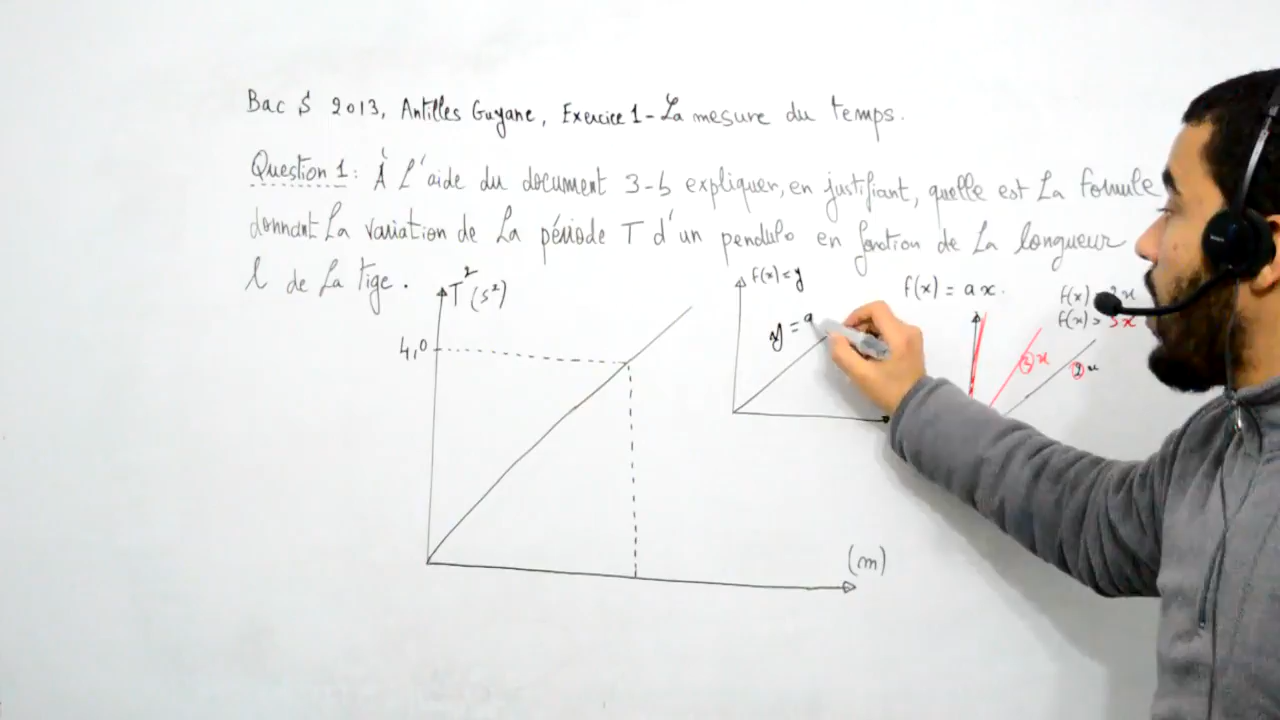 Bac S 2013, Antilles Guyane, Exercice 1 - La mesure du temps.
Question 1: À L'aide du document 3-b expliquer, en justifiant, quelle est La formule
donnant La variation de La période T d'un pendule en fonction de La longueur
l de La tige.
T² (s²)
4,0
(m)
f(x) = y
y = a
f(x) = ax.
f(x)
f(x) = 3x
3x
2x